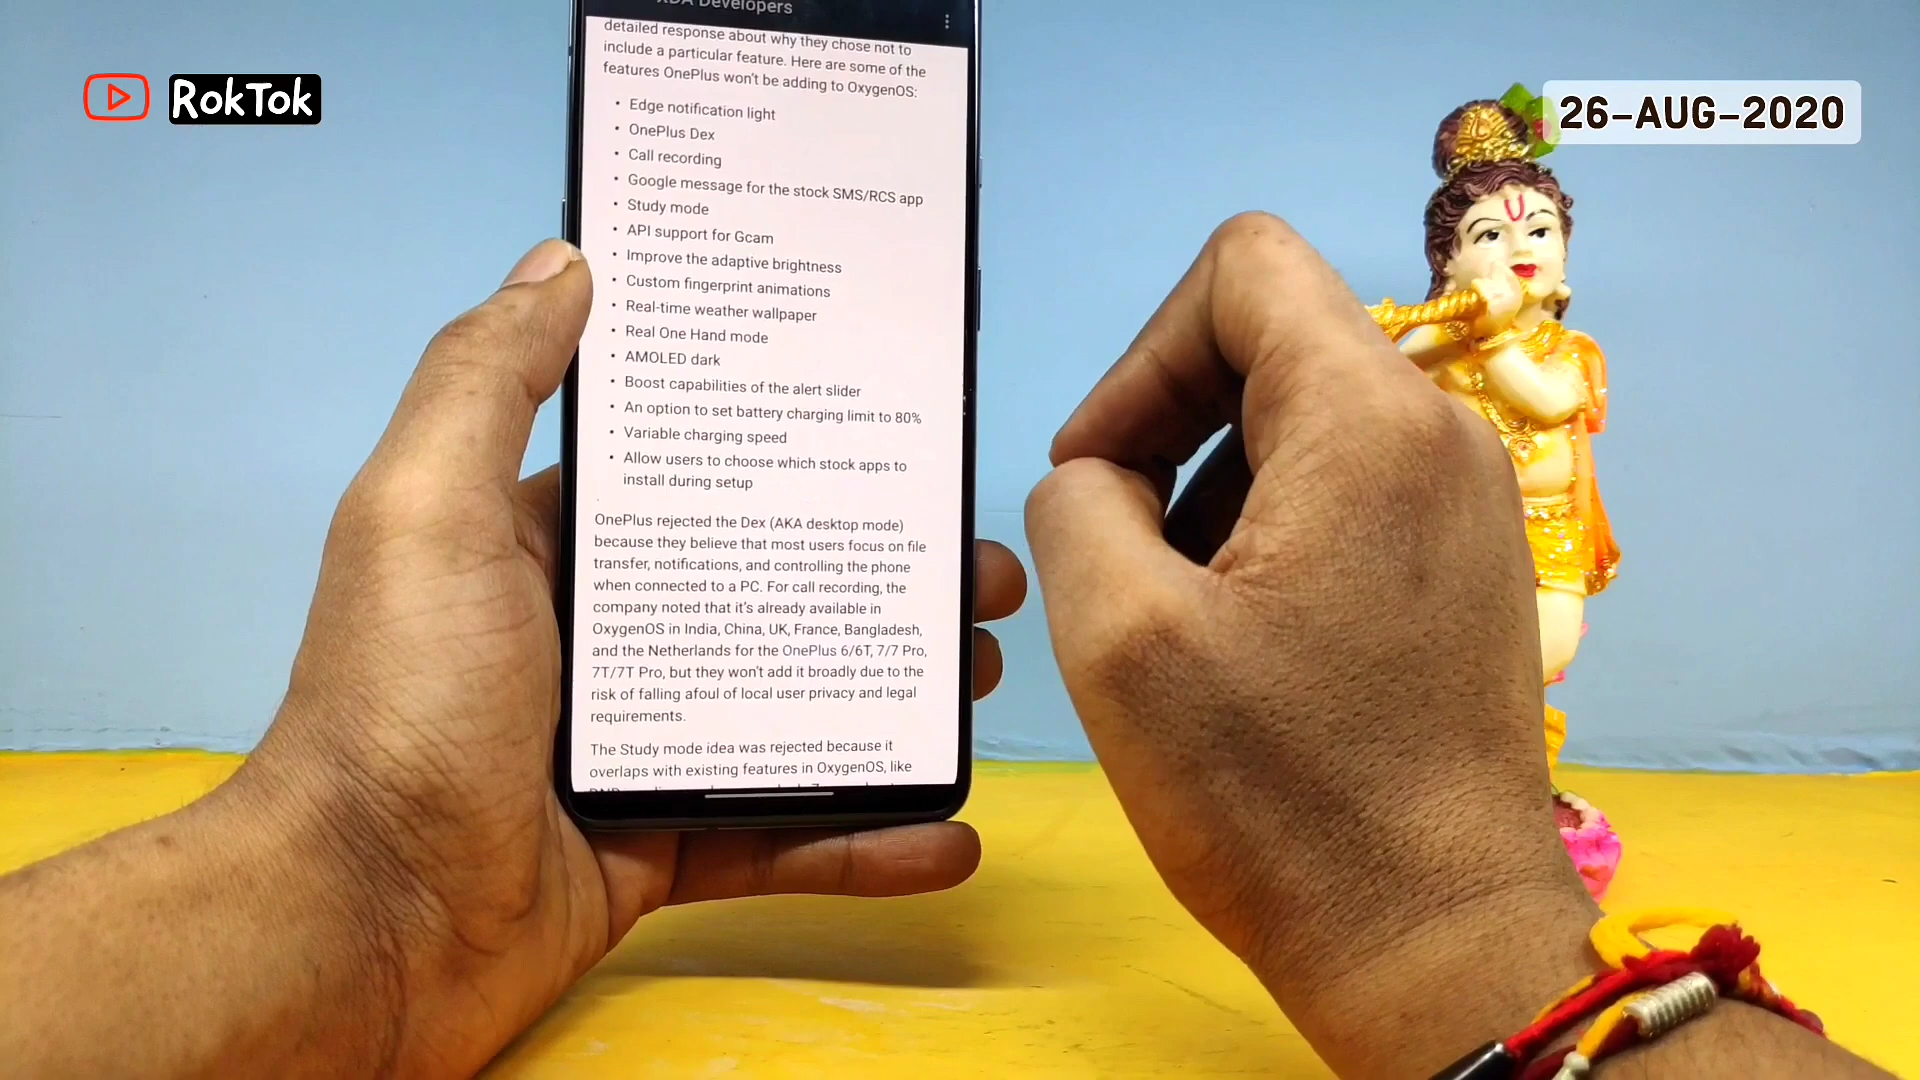 RokTok
26-AUG-2020
XDA Developers
detailed response about why they chose not to
include a particular feature. Here are some of the
features OnePlus won't be adding to OxygenOS:
• Edge notification light
• OnePlus Dex
• Call recording
• Google message for the stock SMS/RCS app
• Study mode
• API support for Gcam
• Improve the adaptive brightness
• Custom fingerprint animations
• Real-time weather wallpaper
• Real One Hand mode
• AMOLED dark
• Boost capabilities of the alert slider
• An option to set battery charging limit to 80%
• Variable charging speed
• Allow users to choose which stock apps to
install during setup
OnePlus rejected the Dex (AKA desktop mode)
because they believe that most users focus on file
transfer, notifications, and controlling the phone
when connected to a PC. For call recording, the
company noted that it's already available in
OxygenOS in India, China, UK, France, Bangladesh,
and the Netherlands for the OnePlus 6/6T, 7/7 Pro,
7T/7T Pro, but they won't add it broadly due to the
risk of falling afoul of local user privacy and legal
requirements.
The Study mode idea was rejected because it
overlaps with existing features in OxygenOS, like